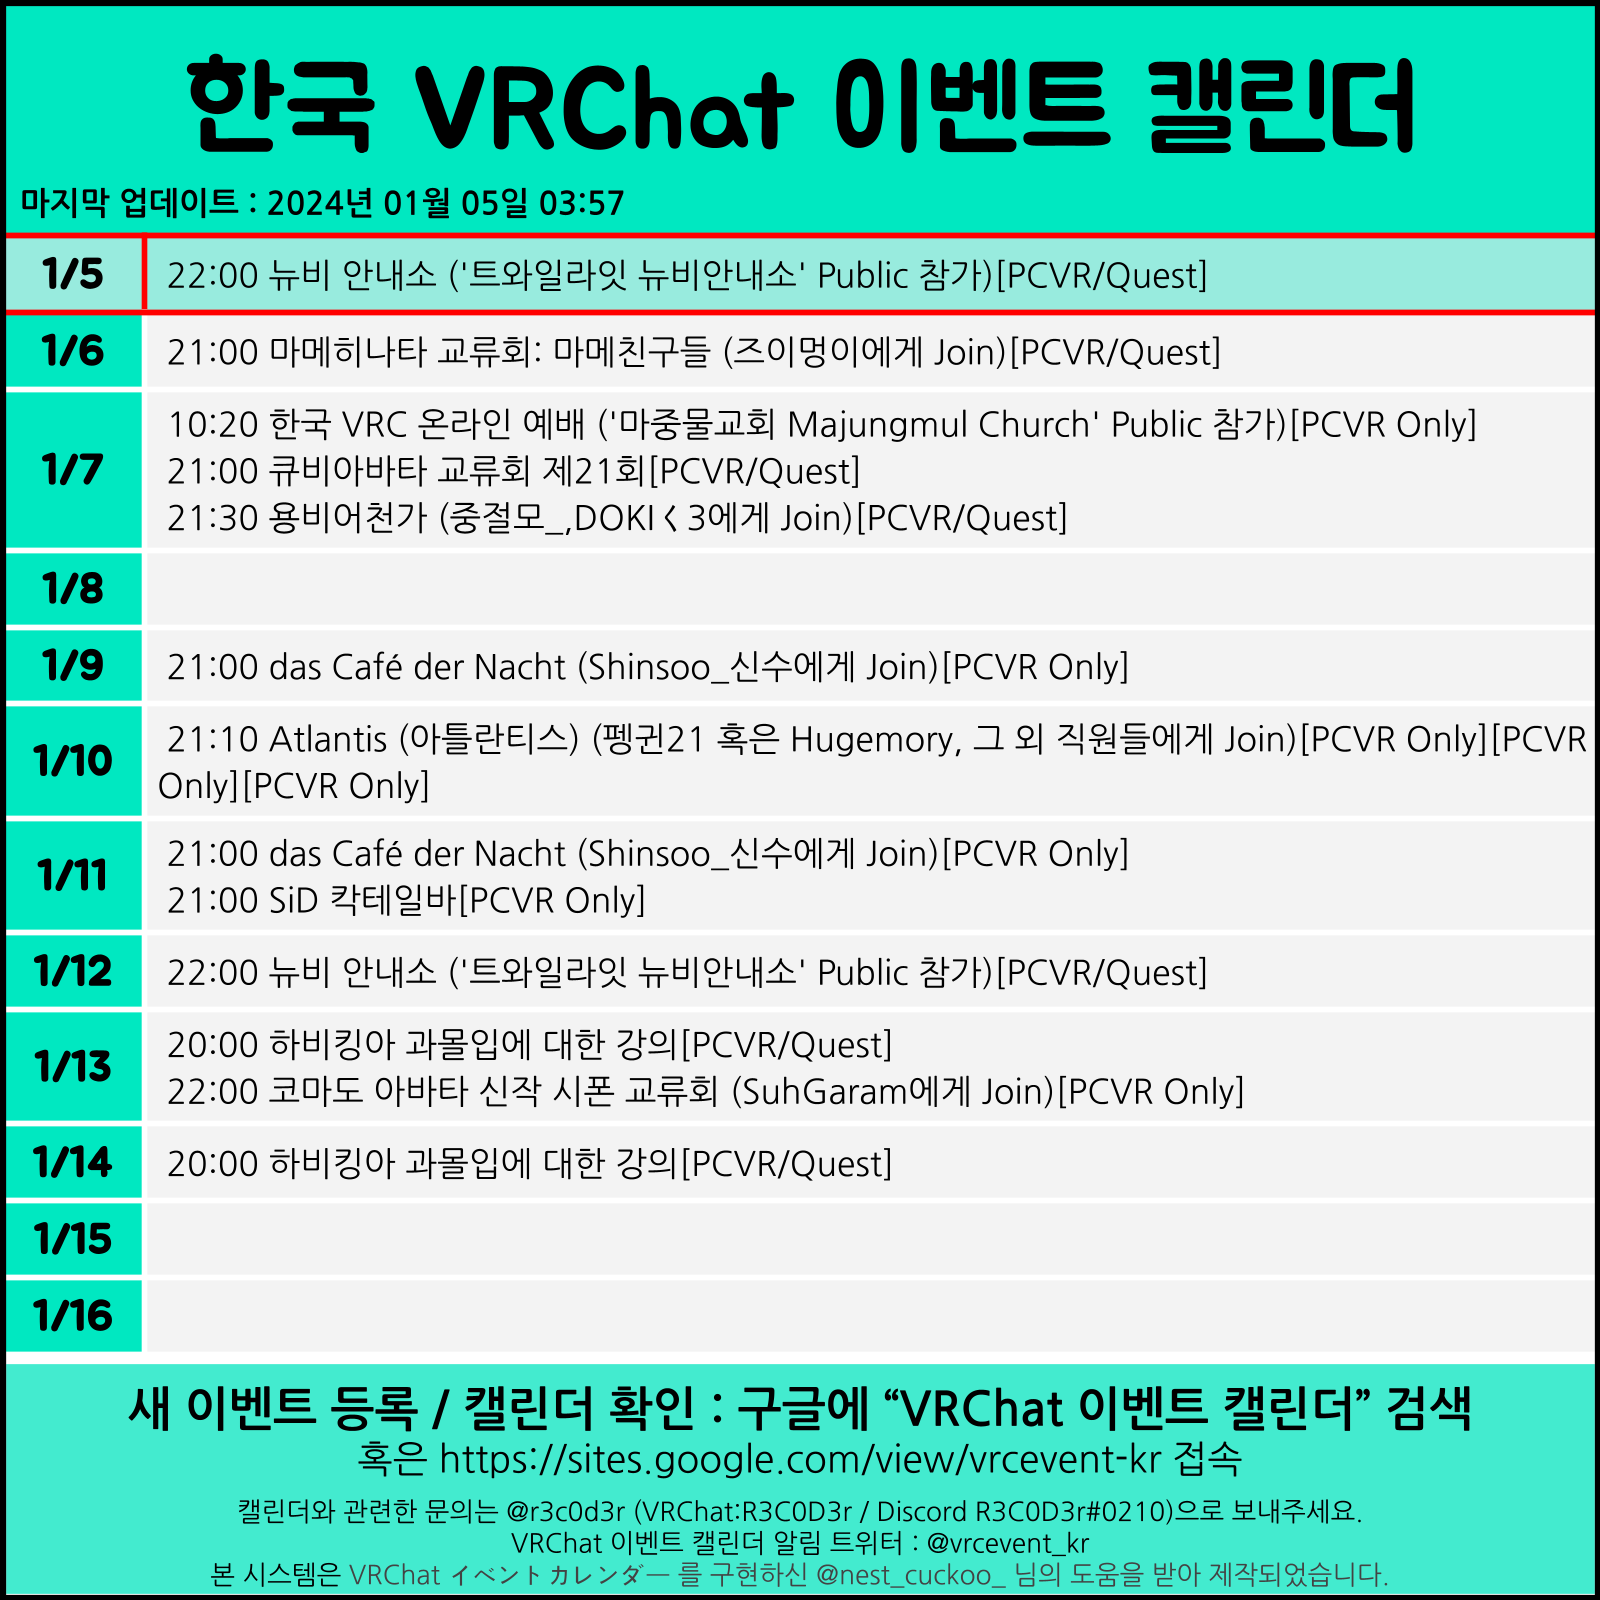 한국 VRChat 이벤트 캘린더
마지막 업데이트 : 2024년 01월 05일 03:57
1/5
22:00 뉴비 안내소 ('트와일라잇 뉴비안내소' Public 참가)[PCVR/Quest]
1/6
21:00 마메히나타 교류회: 마메친구들 (즈이멍이에게 Join)[PCVR/Quest]
1/7
10:20 한국 VRC 온라인 예배 ('마중물교회 Majungmul Church' Public 참가)[PCVR Only]
21:00 큐비아바타 교류회 제21회[PCVR/Quest]
21:30 용비어천가 (중절모_,DOKIく3에게 Join)[PCVR/Quest]
1/8
1/9
21:00 das Café der Nacht (Shinsoo_신수에게 Join)[PCVR Only]
1/10
21:10 Atlantis (아틀란티스) (펭귄21 혹은 Hugemory, 그 외 직원들에게 Join)[PCVR Only][PCVR
Only][PCVR Only]
1/11
21:00 das Café der Nacht (Shinsoo_신수에게 Join)[PCVR Only]
21:00 SiD 칵테일바[PCVR Only]
1/12
22:00 뉴비 안내소 ('트와일라잇 뉴비안내소' Public 참가)[PCVR/Quest]
1/13
20:00 하비킹아 과몰입에 대한 강의[PCVR/Quest]
22:00 코마도 아바타 신작 시폰 교류회 (SuhGaram에게 Join)[PCVR Only]
1/14
20:00 하비킹아 과몰입에 대한 강의[PCVR/Quest]
1/15
1/16
새 이벤트 등록 / 캘린더 확인 : 구글에 “VRChat 이벤트 캘린더” 검색
혹은 https://sites.google.com/view/vrcevent-kr 접속
캘린더와 관련한 문의는 @r3c0d3r (VRChat:R3C0D3r / Discord R3C0D3r#0210)으로 보내주세요.
VRChat 이벤트 캘린더 알림 트위터 : @vrcevent_kr
본 시스템은 VRChat イベントカレンダー 를 구현하신 @nest_cuckoo_ 님의 도움을 받아 제작되었습니다.